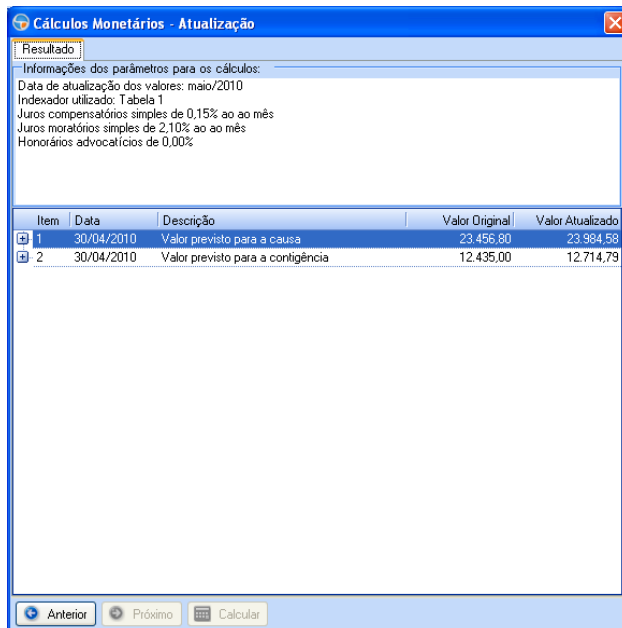 Cálculos Monetários - Atualização
Resultado
Informações dos parâmetros para os cálculos:
Data de atualização dos valores: maio/2010
Indexador utilizado: Tabela 1
Juros compensatórios simples de 0,15% ao ao mês
Juros moratórios simples de 2,10% ao ao mês
Honorários advocatícios de 0,00%
Item Data Descrição Valor Original Valor Atualizado
1 30/04/2010 Valor previsto para a causa 23.456,80 23.984,58
2 30/04/2010 Valor previsto para a contigência 12.435,00 12.714,79
Anterior Próximo Calcular